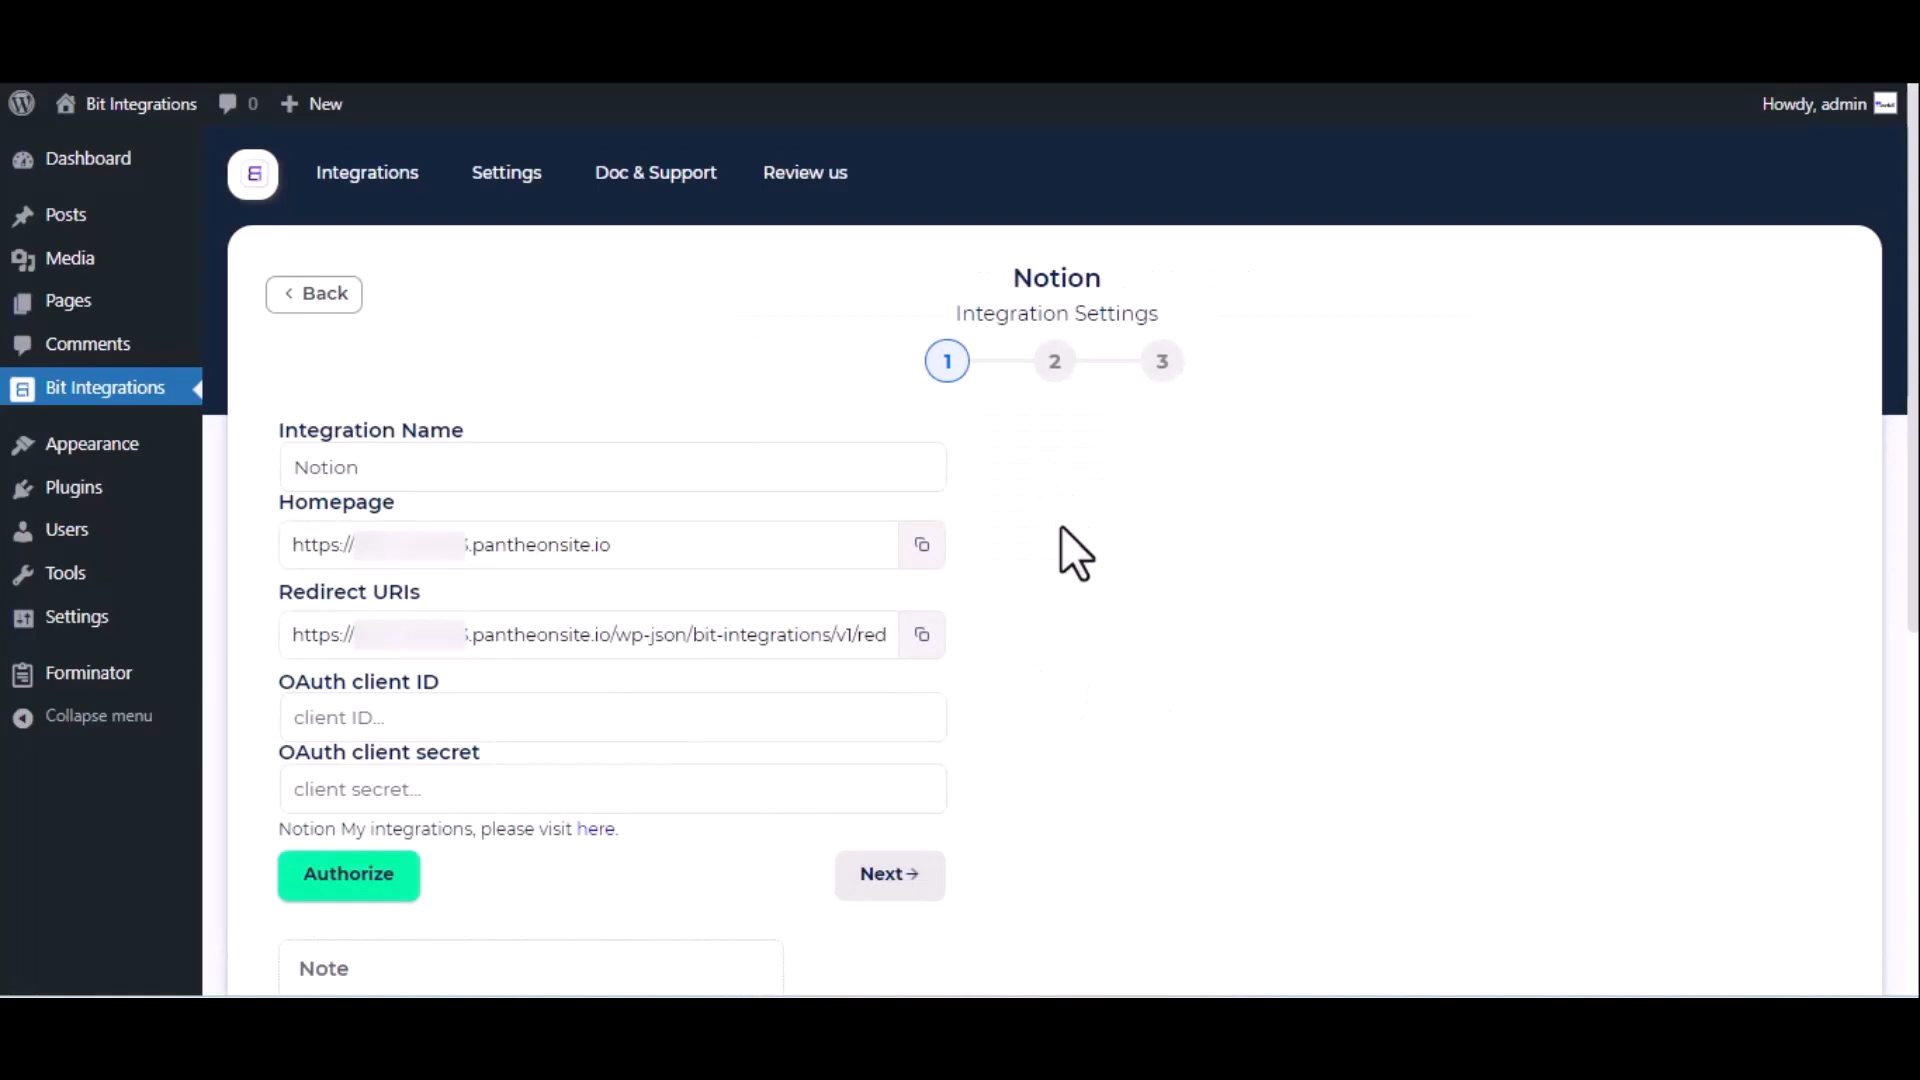 Bit Integrations 0 New Howdy, admin
Dashboard
Posts
Media
Pages
Comments
Bit Integrations
Appearance
Plugins
Users
Tools
Settings
Forminator
Collapse menu
Integrations Settings Doc & Support Review us
Back
Notion
Integration Settings
1 2 3
Integration Name
Notion
Homepage
https:// .pantheonsite.io
Redirect URIs
https:// .pantheonsite.io/wp-json/bit-integrations/v1/red
OAuth client ID
client ID...
OAuth client secret
client secret...
Notion My integrations, please visit here.
Authorize
Next
Note